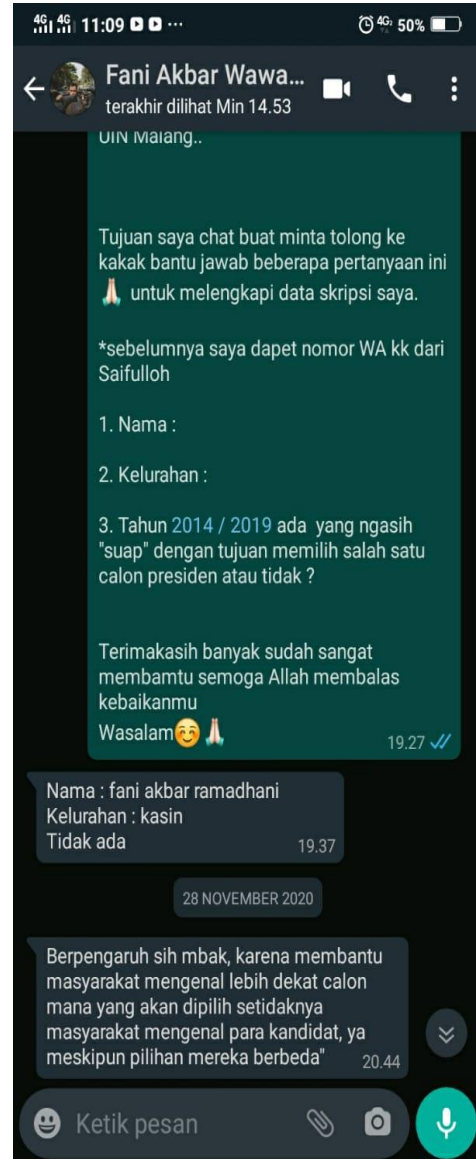 11:09 ···
4G 50%
Fani Akbar Wawa...
terakhir dilihat Min 14.53
UIN Malang..
Tujuan saya chat buat minta tolong ke
kakak bantu jawab beberapa pertanyaan ini
🙏 untuk melengkapi data skripsi saya.
*sebelumnya saya dapet nomor WA kk dari
Saifulloh
1. Nama :
2. Kelurahan :
3. Tahun 2014 / 2019 ada yang ngasih
"suap" dengan tujuan memilih salah satu
calon presiden atau tidak ?
Terimakasih banyak sudah sangat
membamtu semoga Allah membalas
kebaikanmu
Wasalam☺️🙏
19.27
Nama : fani akbar ramadhani
Kelurahan : kasin
Tidak ada
19.37
28 NOVEMBER 2020
Berpengaruh sih mbak, karena membantu
masyarakat mengenal lebih dekat calon
mana yang akan dipilih setidaknya
masyarakat mengenal para kandidat, ya
meskipun pilihan mereka berbeda"
20.44
Ketik pesan